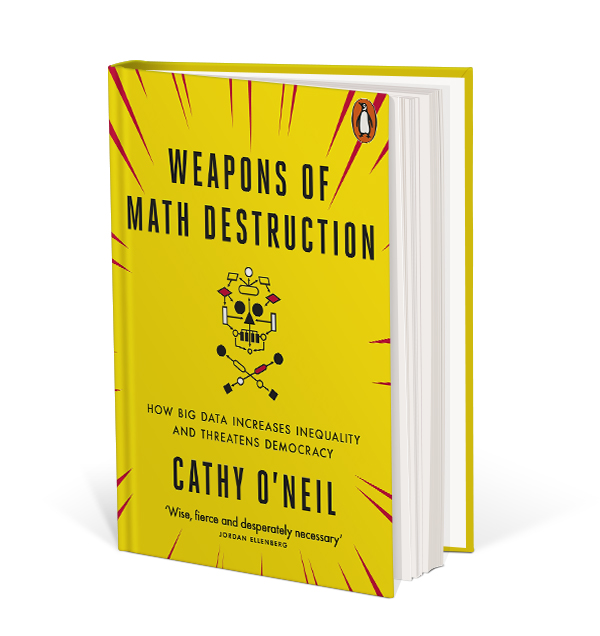 WEAPONS OF
MATH DESTRUCTION
HOW BIG DATA INCREASES INEQUALITY
AND THREATENS DEMOCRACY
CATHY O'NEIL
'Wise, fierce and desperately necessary'
JORDAN ELLENBERG